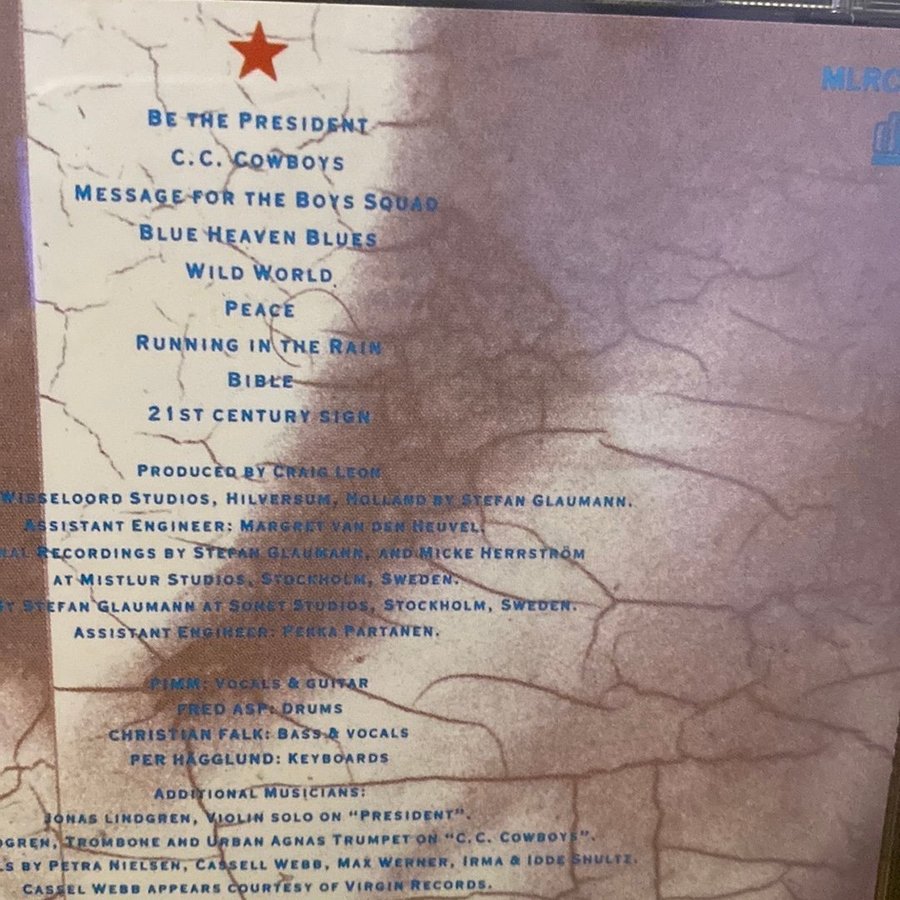 MLRC
BE THE PRESIDENT
C.C. COWBOYS
MESSAGE FOR THE BOYS SQUAD
BLUE HEAVEN BLUES
WILD WORLD
PEACE
RUNNING IN THE RAIN
BIBLE
21ST CENTURY SIGN
PRODUCED BY CRAIG LEON
WISSELOORD STUDIOS, HILVERSUM, HOLLAND BY STEFAN GLAUMANN.
ASSISTANT ENGINEER: MARGRET VAN DEN HEUVEL.
NAL RECORDINGS BY STEFAN GLAUMANN, AND MICKE HERRSTRÖM
AT MISTLUR STUDIOS, STOCKHOLM, SWEDEN.
BY STEFAN GLAUMANN AT SONET STUDIOS, STOCKHOLM, SWEDEN.
ASSISTANT ENGINEER: PEKKA PARTANEN.
PIMM: VOCALS & GUITAR
FRED ASP: DRUMS
CHRISTIAN FALK: BASS & VOCALS
PER HÄGGLUND: KEYBOARDS
ADDITIONAL MUSICIANS:
JONAS LINDGREN, VIOLIN SOLO ON "PRESIDENT".
DGREN, TROMBONE AND URBAN AGNAS TRUMPET ON "C.C. COWBOYS".
LS BY PETRA NIELSEN, CASSELL WEBB, MAX WERNER, IRMA & IDDE SHULTZ.
CASSEL WEBB APPEARS COURTESY OF VIRGIN RECORDS.